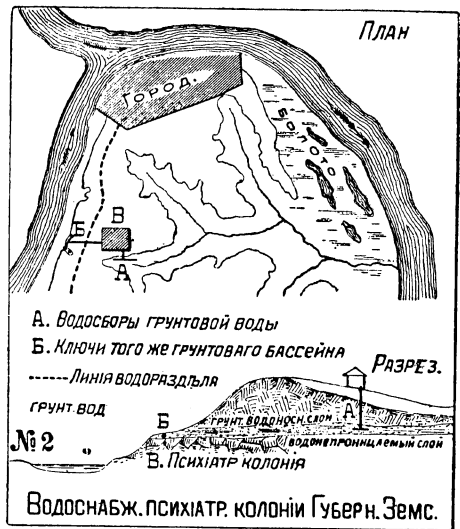 План
Город.
Болото
Б
В
А
А. Водосборы грунтовой воды
Б. Ключи того же грунтоваго бассейна
Линія водораздѣла
грунт. вод
Разрез.
А
грунт. водоносн. слой
Б
водонепроницаемый слой
№ 2 "
В. Психіатр колонія
Водоснабж. психіатр. колоніи Губерн. Земс.